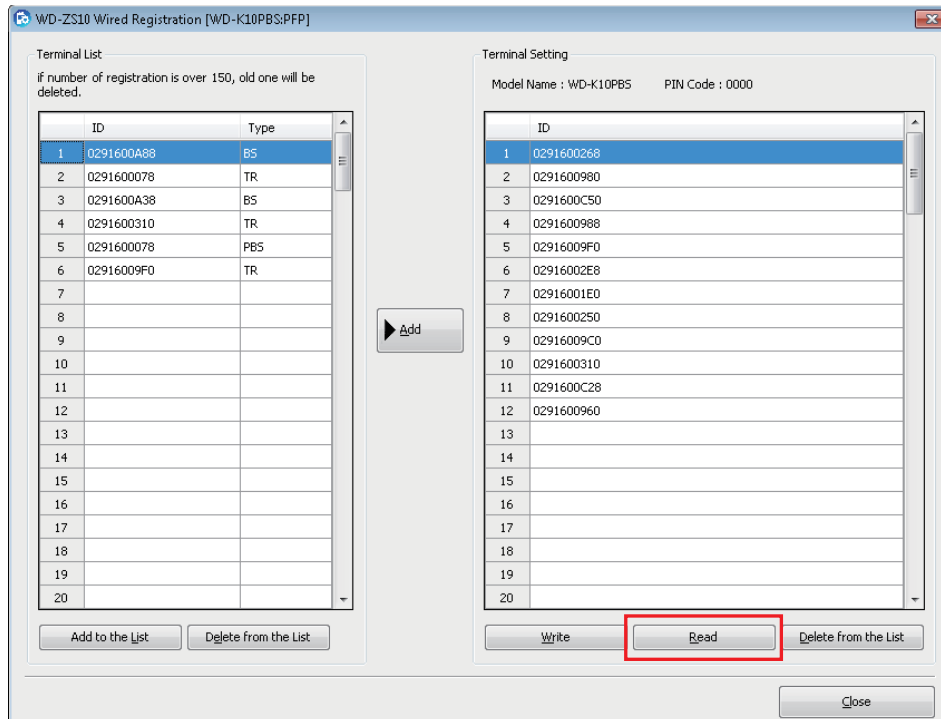 WD-ZS10 Wired Registration [WD-K10PBS:PFP]
Terminal List
if number of registration is over 150, old one will be
deleted.
ID Type
1 0291600A88 BS
2 0291600078 TR
3 0291600A38 BS
4 0291600310 TR
5 0291600078 PBS
6 02916009F0 TR
7
8
9
10
11
12
13
14
15
16
17
18
19
20
Add to the List Delete from the List
Add
Terminal Setting
Model Name : WD-K10PBS PIN Code : 0000
ID
1 0291600268
2 0291600980
3 0291600C50
4 0291600988
5 02916009F0
6 02916002E8
7 02916001E0
8 0291600250
9 02916009C0
10 0291600310
11 0291600C28
12 0291600960
13
14
15
16
17
18
19
20
Write Read Delete from the List
Close